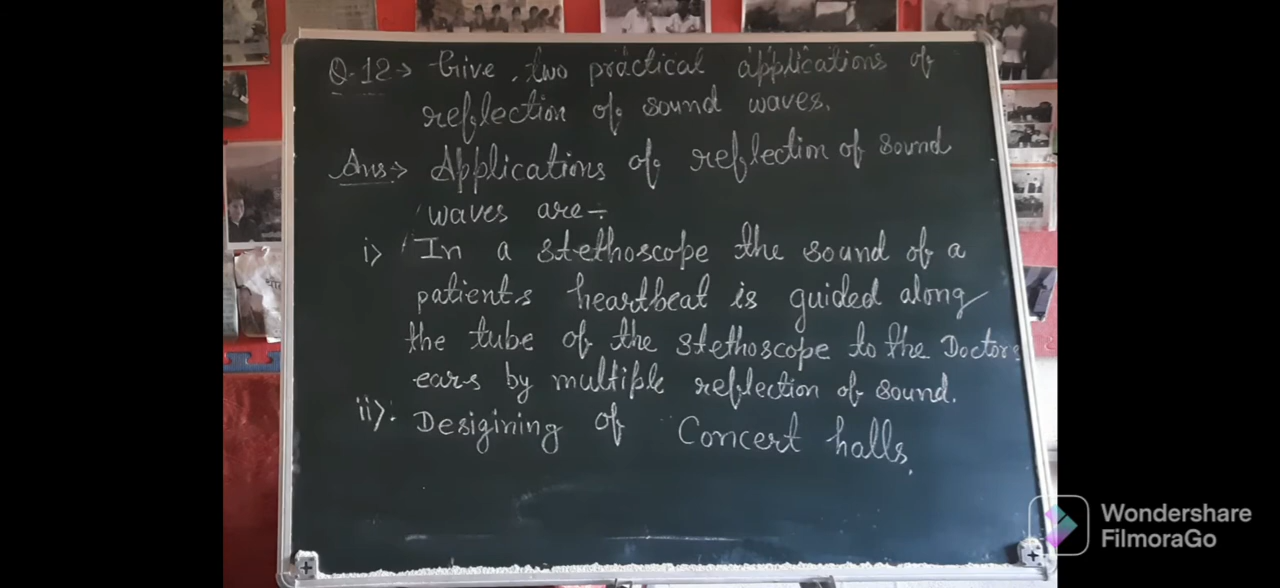 Q.12→ Give two practical applications of
reflection of sound waves.
Ans:→ Applications of reflection of sound
waves are ÷
i> In a stethoscope the sound of a
patients heartbeat is guided along
the tube of the stethoscope to the Doctors
ears by multiple reflection of sound.
ii>: Desigining of Concert halls.
Wondershare
FilmoraGo